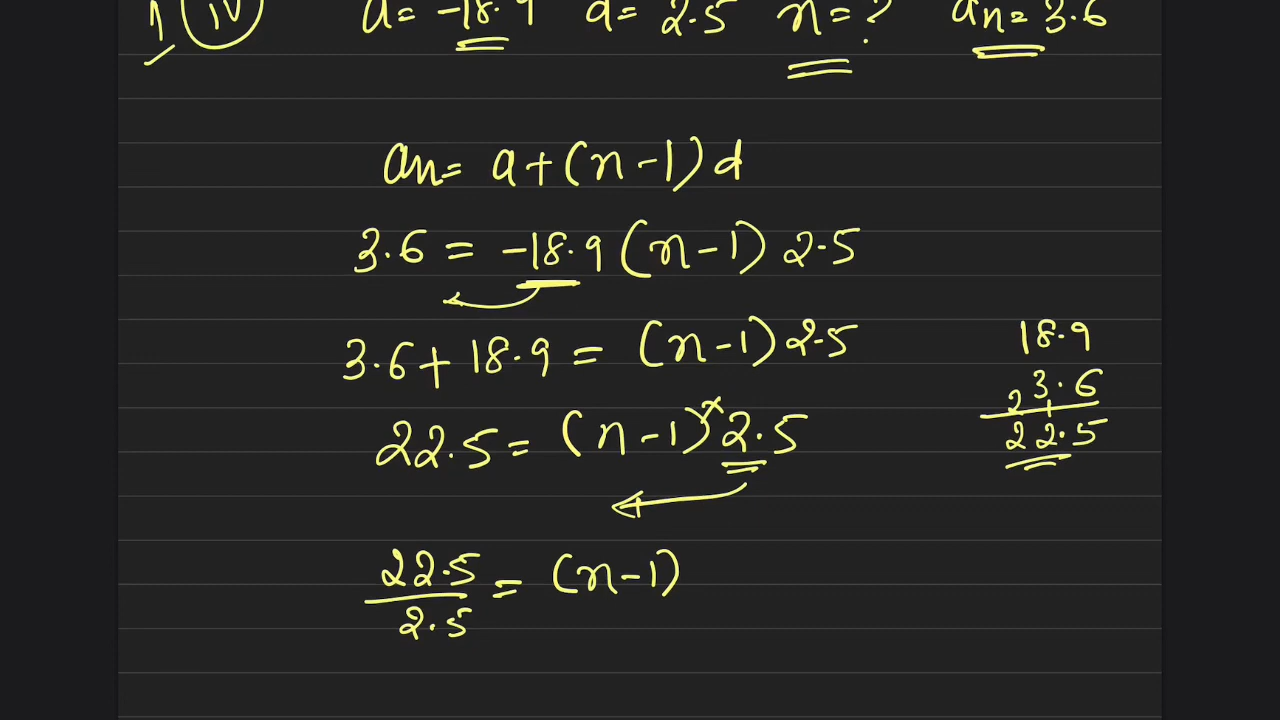 1 (iv) a = -18.9 d = 2.5 n = ? an = 3.6
an = a + (n-1) d
3.6 = -18.9 (n-1) 2.5
3.6 + 18.9 = (n-1) 2.5
22.5 = (n-1) × 2.5
22.5/2.5 = (n-1)
18.9
3.6
22.5